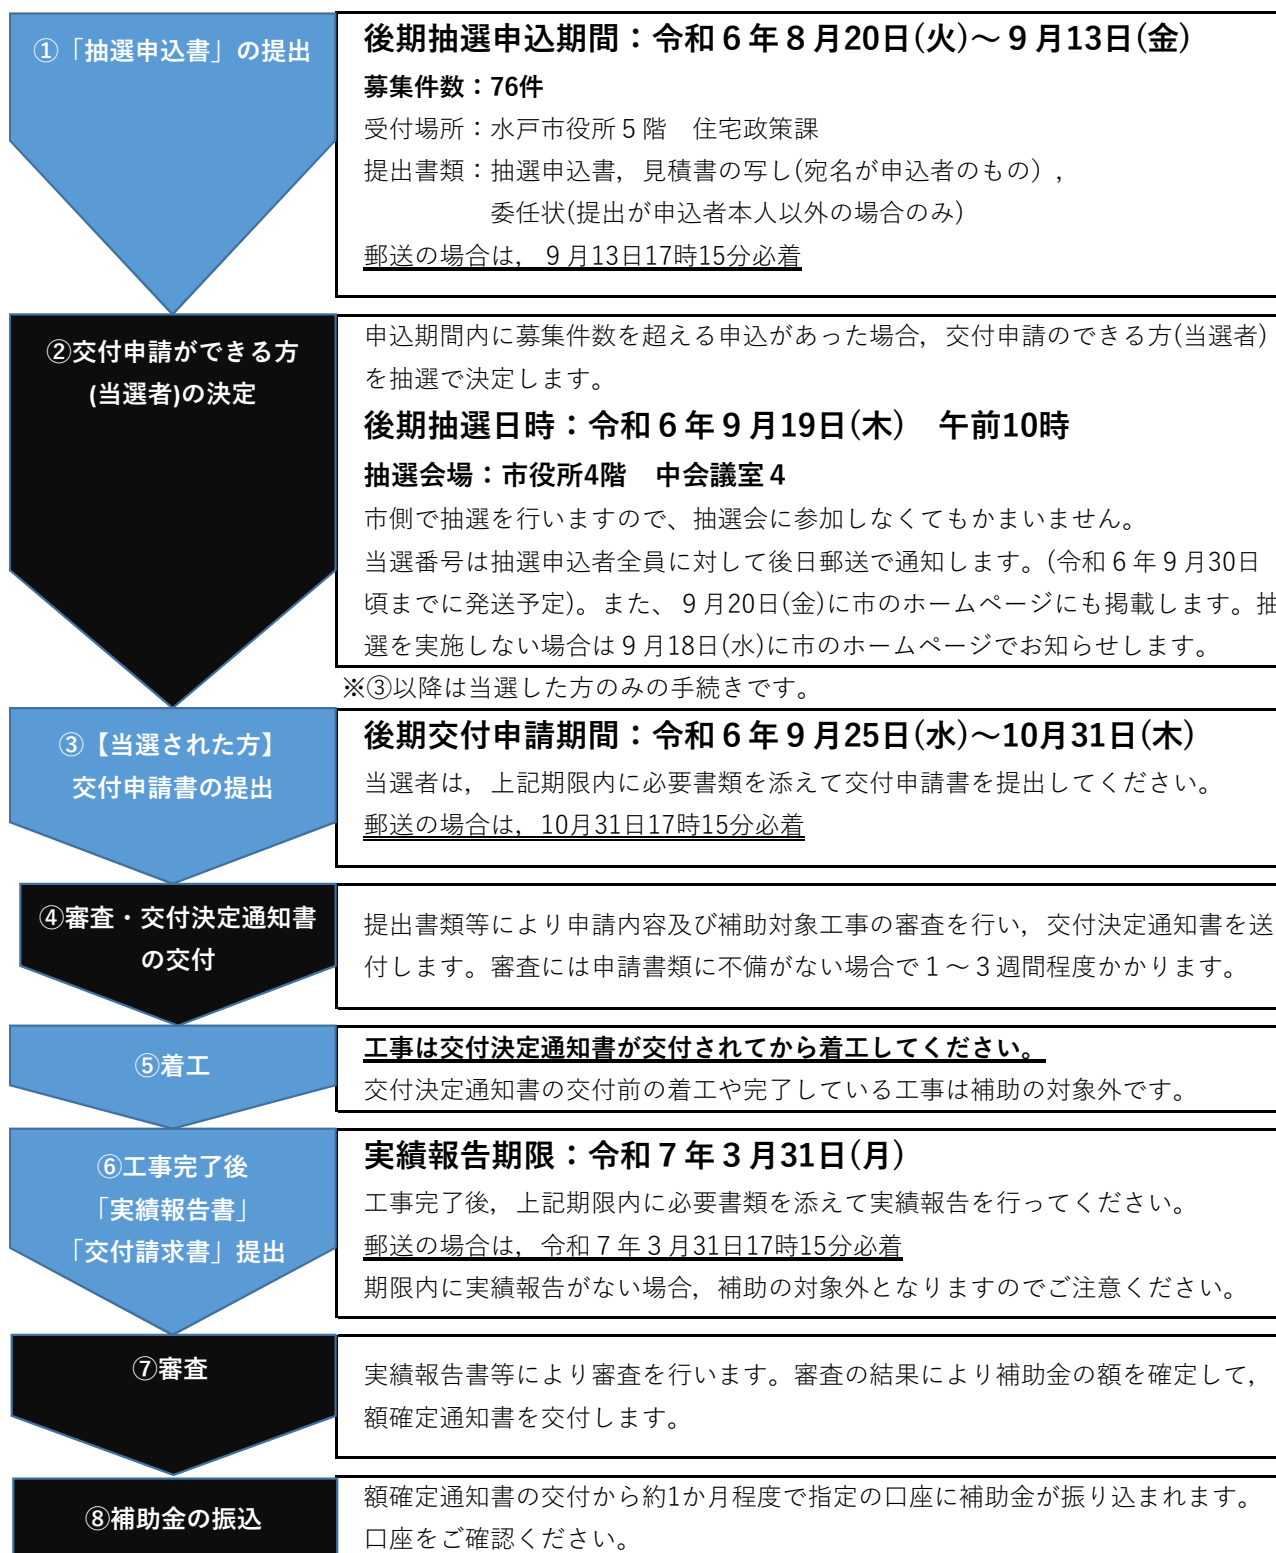 ①「抽選申込書」の提出
後期抽選申込期間：令和６年８月20日(火)～９月13日(金)
募集件数：76件
受付場所：水戸市役所５階　住宅政策課
提出書類：抽選申込書，見積書の写し(宛名が申込者のもの），
委任状(提出が申込者本人以外の場合のみ)
郵送の場合は，９月13日17時15分必着
②交付申請ができる方
(当選者)の決定
申込期間内に募集件数を超える申込があった場合，交付申請のできる方(当選者)
を抽選で決定します。
後期抽選日時：令和６年９月19日(木)　午前10時
抽選会場：市役所4階　中会議室４
市側で抽選を行いますので、抽選会に参加しなくてもかまいません。
当選番号は抽選申込者全員に対して後日郵送で通知します。(令和６年９月30日
頃までに発送予定)。また、９月20日(金)に市のホームページにも掲載します。抽
選を実施しない場合は９月18日(水)に市のホームページでお知らせします。
※③以降は当選した方のみの手続きです。
③【当選された方】
交付申請書の提出
後期交付申請期間：令和６年９月25日(水)～10月31日(木)
当選者は，上記期限内に必要書類を添えて交付申請書を提出してください。
郵送の場合は，10月31日17時15分必着
④審査・交付決定通知書
の交付
提出書類等により申請内容及び補助対象工事の審査を行い，交付決定通知書を送
付します。審査には申請書類に不備がない場合で１～３週間程度かかります。
⑤着工
工事は交付決定通知書が交付されてから着工してください。
交付決定通知書の交付前の着工や完了している工事は補助の対象外です。
⑥工事完了後
「実績報告書」
「交付請求書」提出
実績報告期限：令和７年３月31日(月)
工事完了後，上記期限内に必要書類を添えて実績報告を行ってください。
郵送の場合は，令和７年３月31日17時15分必着
期限内に実績報告がない場合，補助の対象外となりますのでご注意ください。
⑦審査
実績報告書等により審査を行います。審査の結果により補助金の額を確定して，
額確定通知書を交付します。
⑧補助金の振込
額確定通知書の交付から約1か月程度で指定の口座に補助金が振り込まれます。
口座をご確認ください。